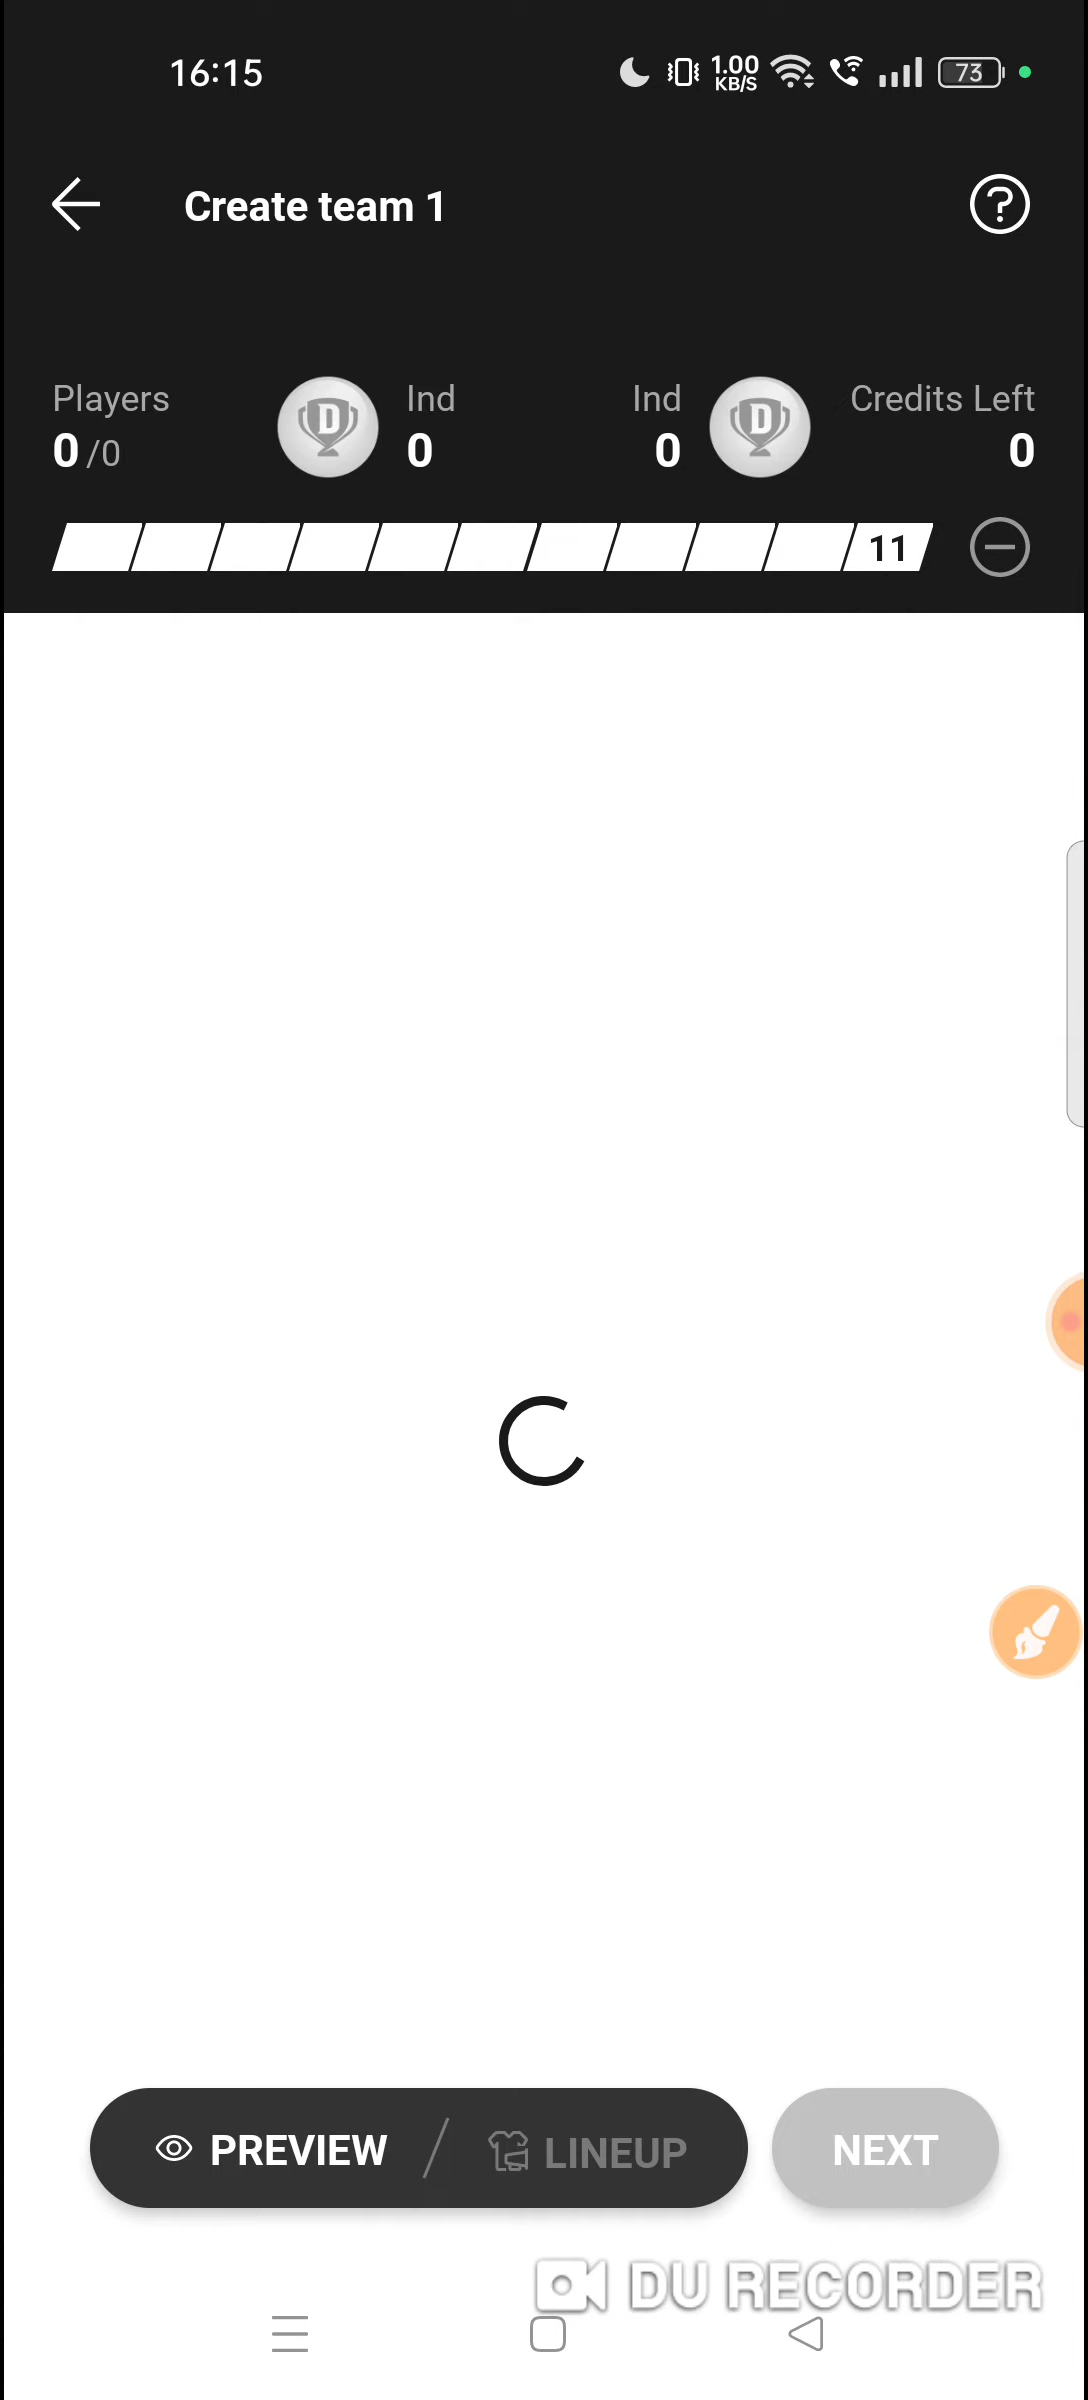 16:15
1.00
KB/S
73
Create team 1
?
Players
0 /0
D
Ind
0
Ind
0
D
Credits Left
0
11
PREVIEW
LINEUP
NEXT
DU RECORDER